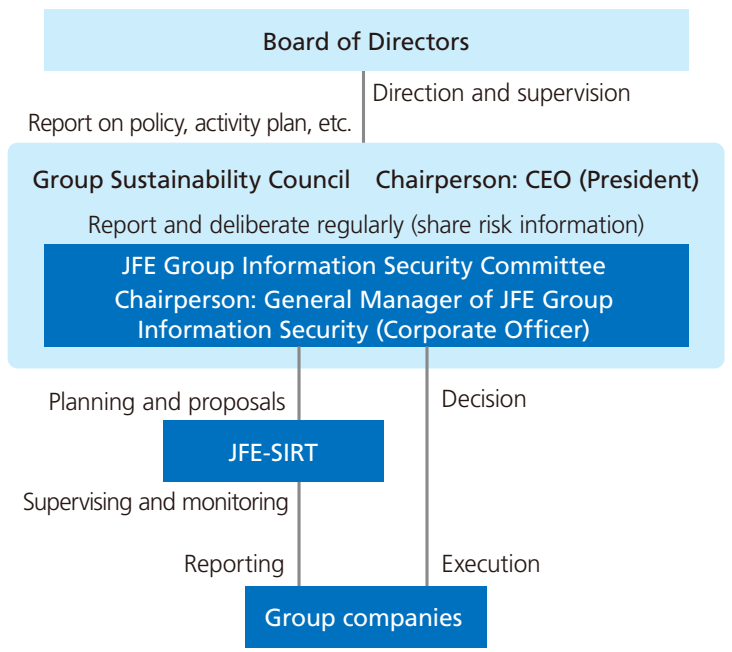 Board of Directors
Direction and supervision
Report on policy, activity plan, etc.
Group Sustainability Council Chairperson: CEO (President)
Report and deliberate regularly (share risk information)
JFE Group Information Security Committee
Chairperson: General Manager of JFE Group
Information Security (Corporate Officer)
Planning and proposals
Decision
JFE-SIRT
Supervising and monitoring
Reporting
Execution
Group companies